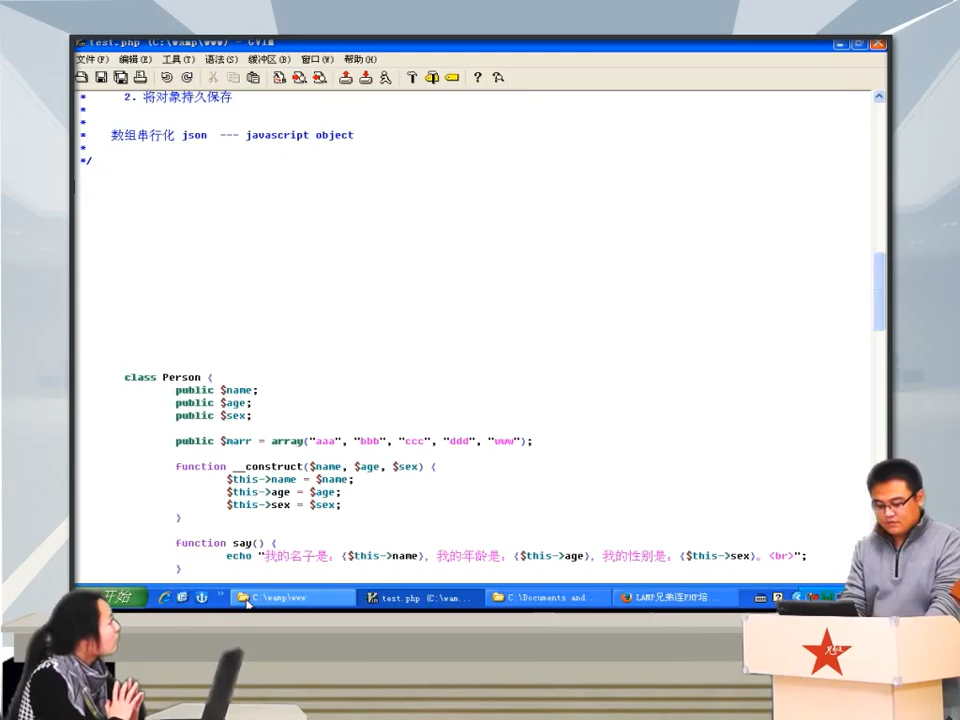 test.php (C:\wamp\www) - GVIM
文件(F) 编辑(E) 工具(T) 语法(S) 缓冲区(B) 窗口(W) 帮助(H)
* 2. 将对象持久保存
*
*
* 数组串行化 json --- javascript object
*
*/
class Person {
public $name;
public $age;
public $sex;
public $marr = array("aaa", "bbb", "ccc", "ddd", "www");
function __construct($name, $age, $sex) {
$this->name = $name;
$this->age = $age;
$this->sex = $sex;
}
function say() {
echo "我的名子是：{$this->name}，我的年龄是：{$this->age}，我的性别是：{$this->sex}。<br>";
}
开始 C:\wamp\www test.php (C:\wam... C:\Documents and... LAMP兄弟连PHP培...